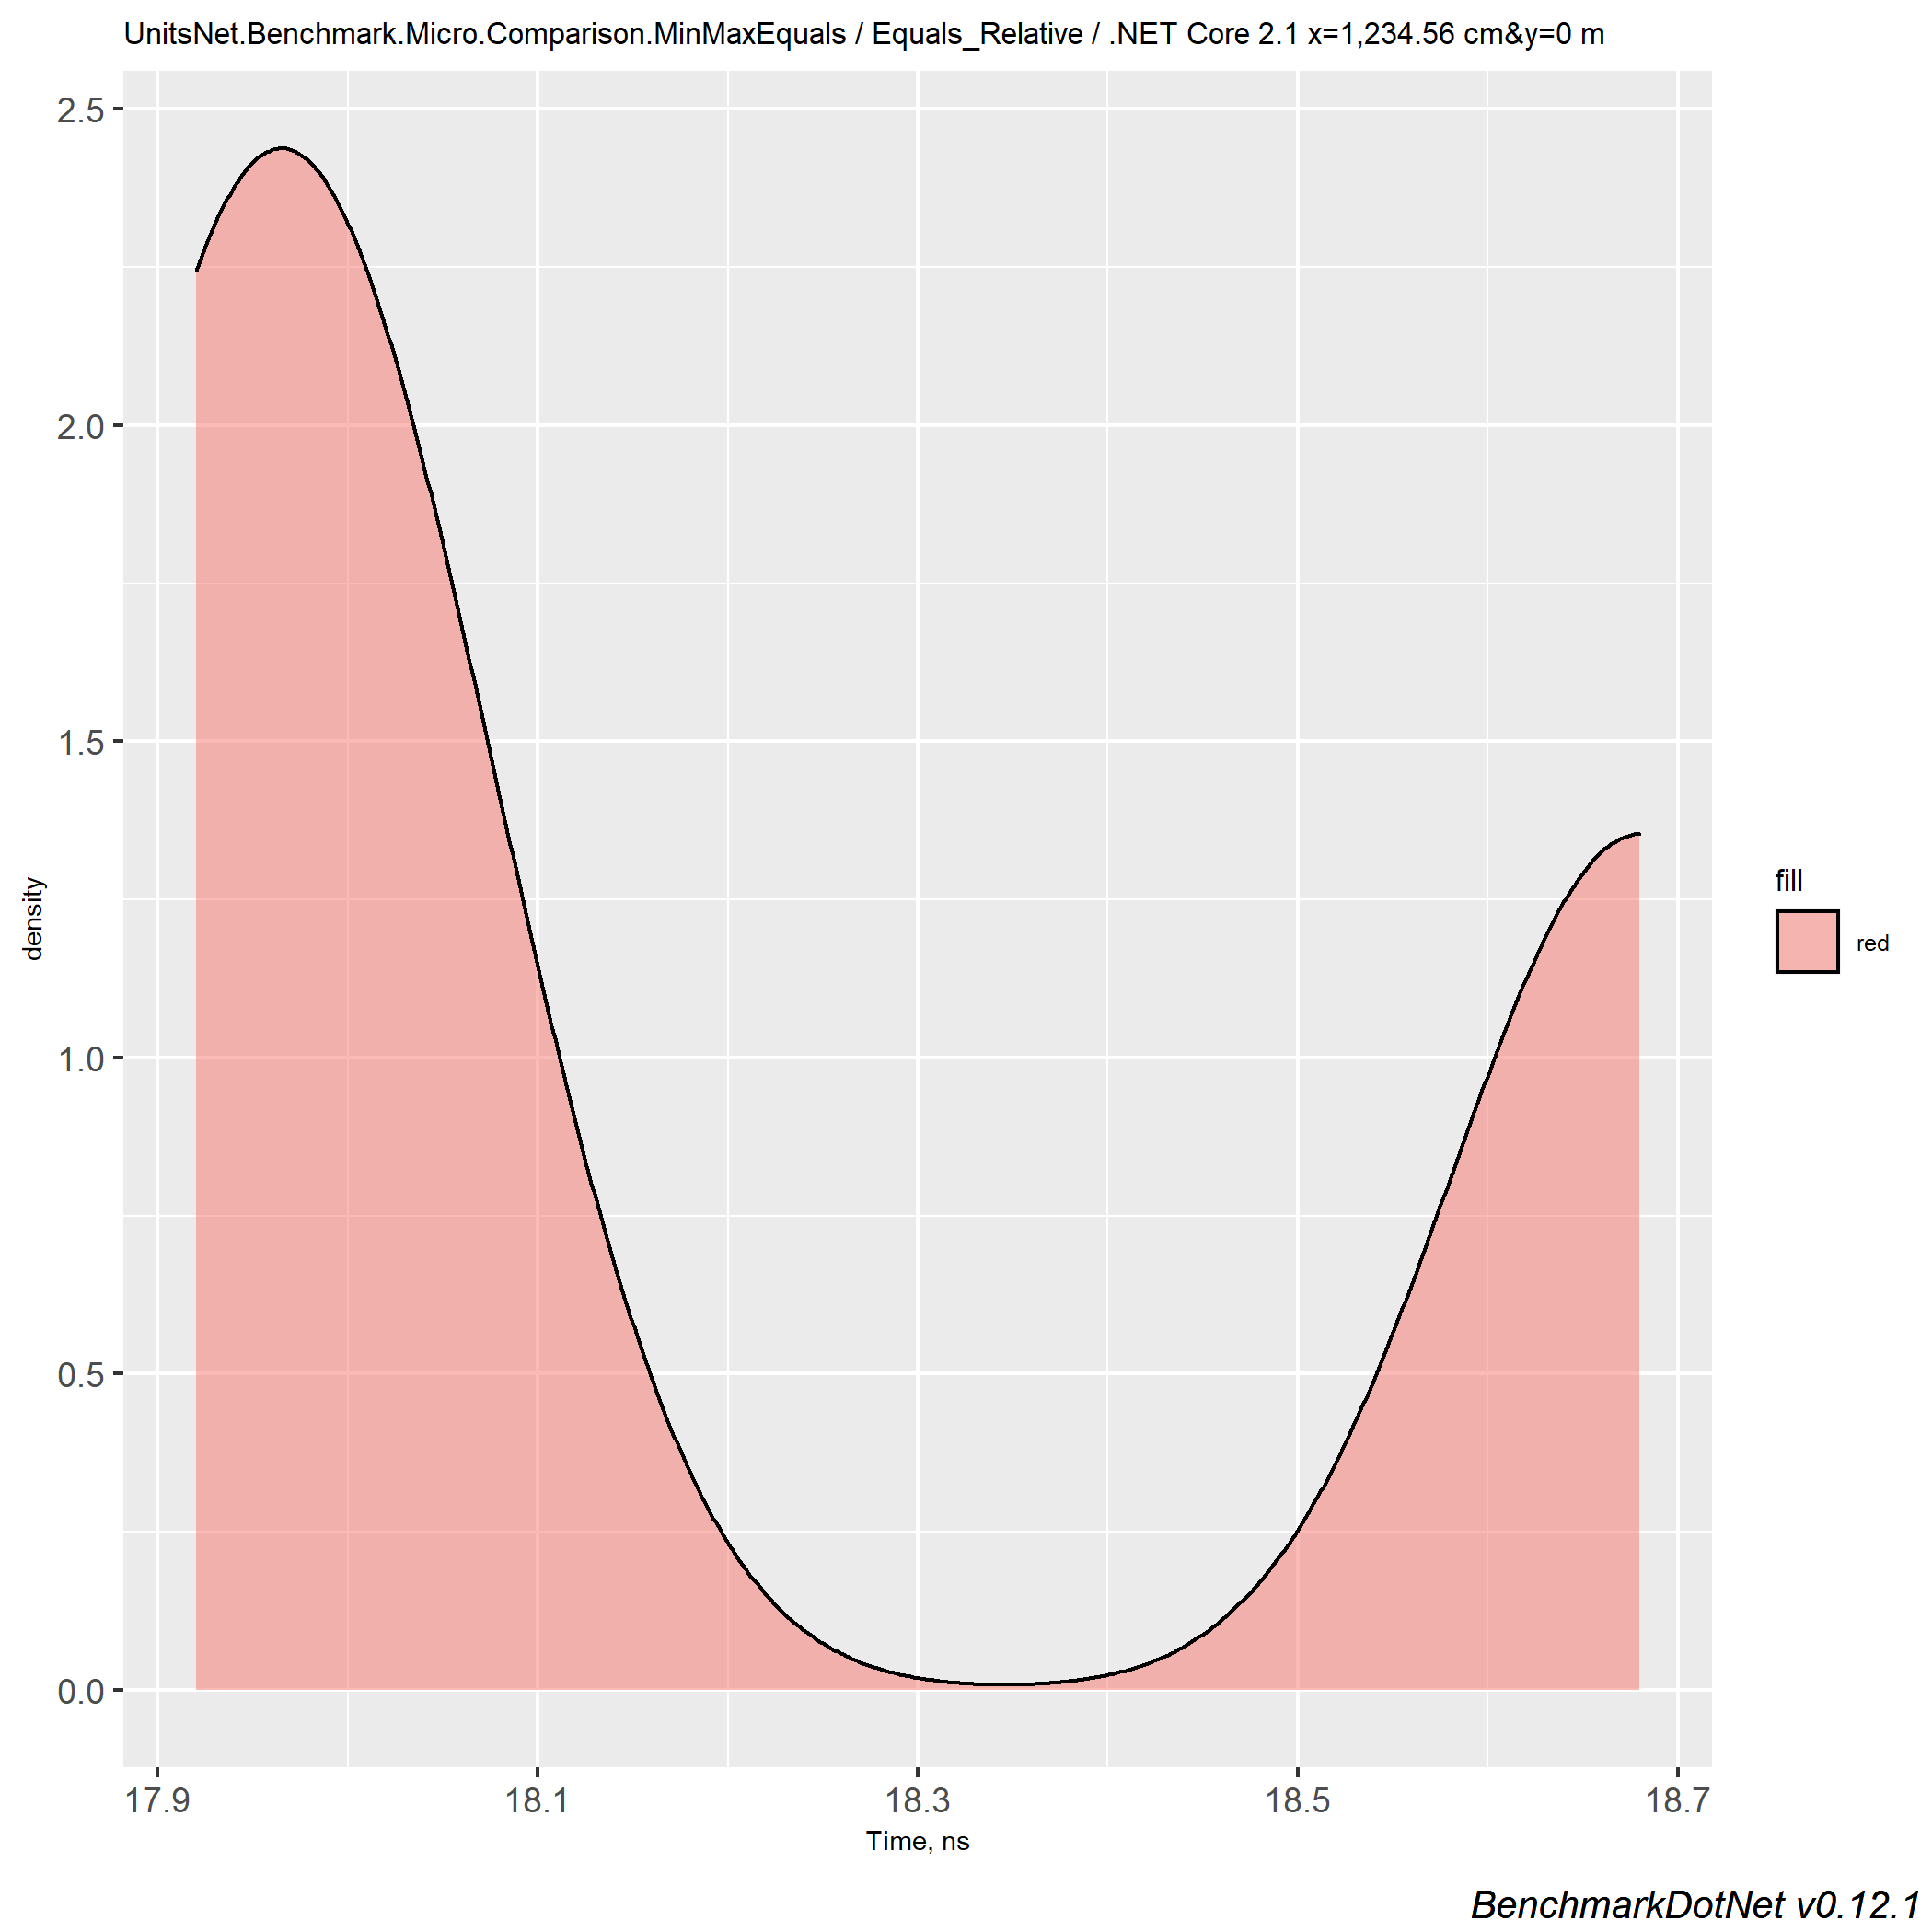 UnitsNet.Benchmark.Micro.Comparison.MinMaxEquals / Equals_Relative / .NET Core 2.1 x=1,234.56 cm&y=0 m
2.5
2.0
1.5
1.0
0.5
0.0
density
17.9 18.1 18.3 18.5 18.7
Time, ns
fill
red
BenchmarkDotNet v0.12.1